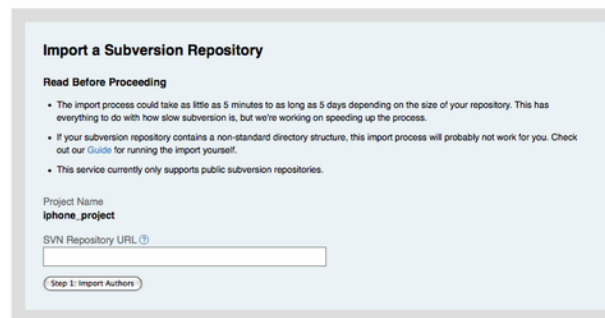 Import a Subversion Repository
Read Before Proceeding
• The import process could take as little as 5 minutes to as long as 5 days depending on the size of your repository. This has
everything to do with how slow subversion is, but we're working on speeding up the process.
• If your subversion repository contains a non-standard directory structure, this import process will probably not work for you. Check
out our Guide for running the import yourself.
• This service currently only supports public subversion repositories.
Project Name
iphone_project
SVN Repository URL ?
Step 1: Import Authors